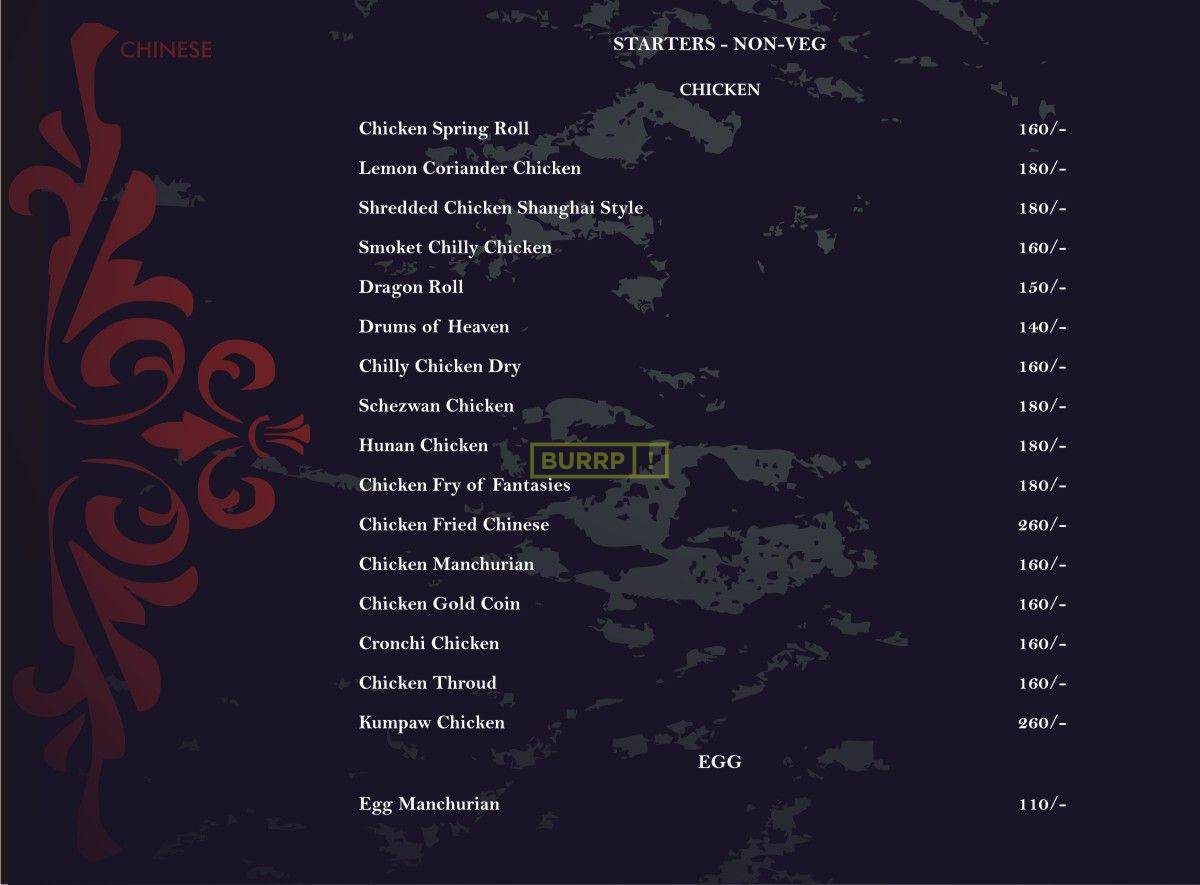 CHINESE
STARTERS - NON-VEG
CHICKEN
Chicken Spring Roll 160/-
Lemon Coriander Chicken 180/-
Shredded Chicken Shanghai Style 180/-
Smoket Chilly Chicken 160/-
Dragon Roll 150/-
Drums of Heaven 140/-
Chilly Chicken Dry 160/-
Schezwan Chicken 180/-
Hunan Chicken 180/-
BURRP!
Chicken Fry of Fantasies 180/-
Chicken Fried Chinese 260/-
Chicken Manchurian 160/-
Chicken Gold Coin 160/-
Cronchi Chicken 160/-
Chicken Throud 160/-
Kumpaw Chicken 260/-
EGG
Egg Manchurian 110/-